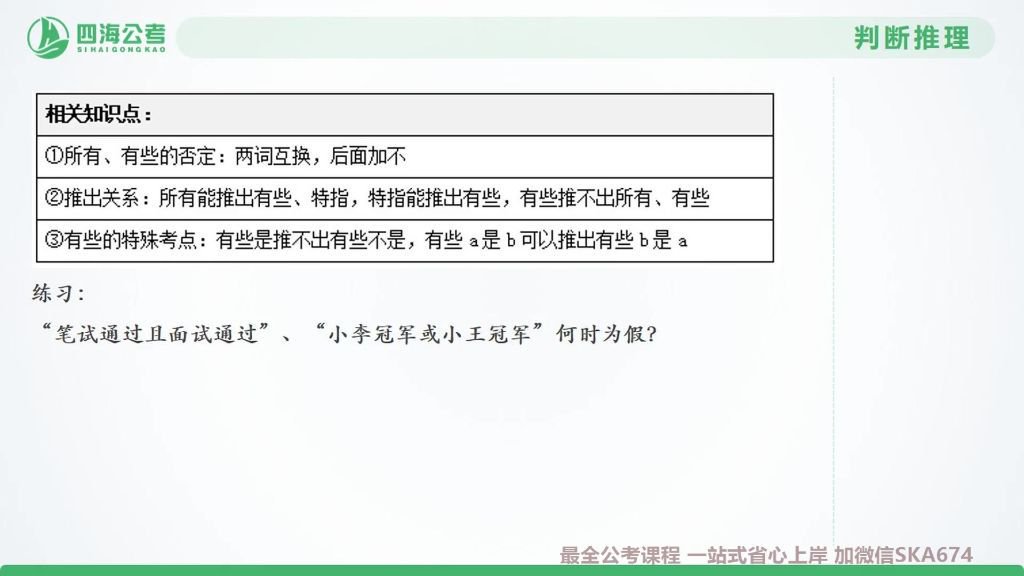 四海公考
SIHAIGONGKAO
判断推理
相关知识点：
①所有、有些的否定：两词互换，后面加不
②推出关系：所有能推出有些、特指，特指能推出有些，有些推不出所有、有些
③有些的特殊考点：有些是推不出有些不是，有些 a 是 b 可以推出有些 b 是 a
练习：
“笔试通过且面试通过”、“小李冠军或小王冠军”何时为假？
最全公考课程 一站式省心上岸 加微信SKA674